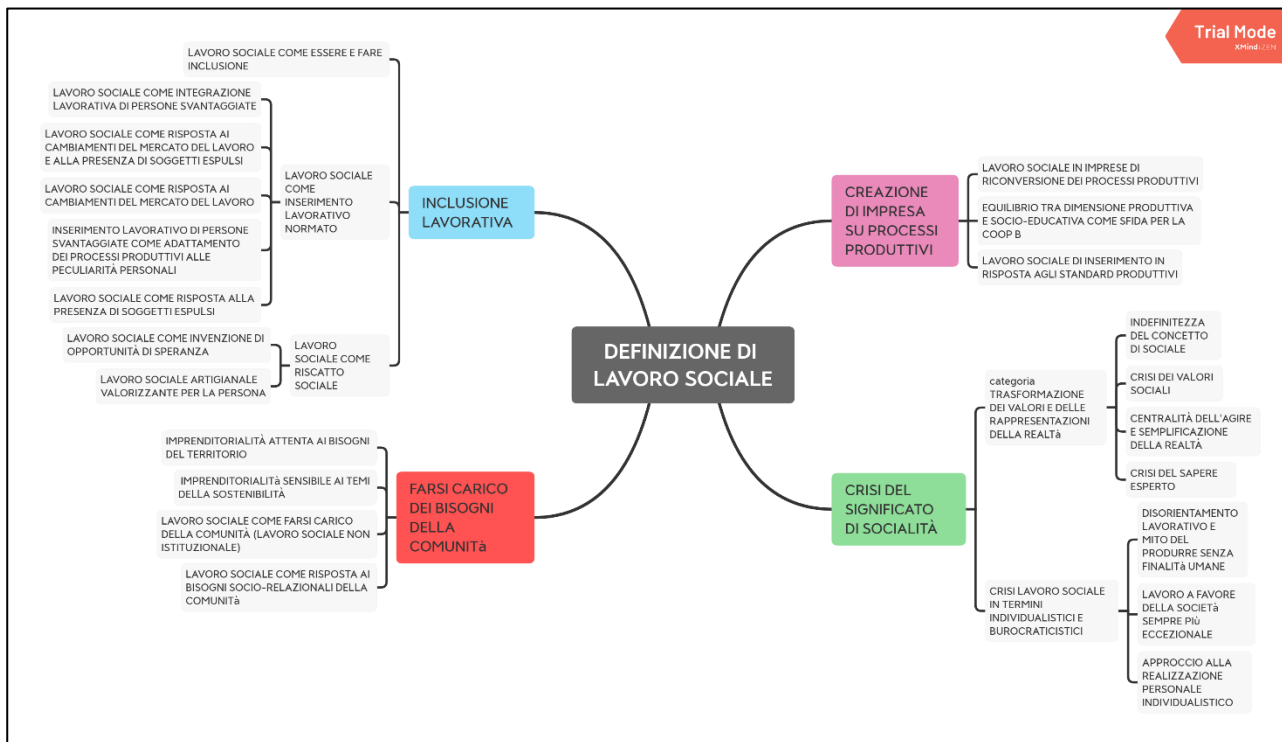 Trial Mode
XMind:ZEN
DEFINIZIONE DI
LAVORO SOCIALE
INCLUSIONE
LAVORATIVA
LAVORO SOCIALE COME ESSERE E FARE
INCLUSIONE
LAVORO SOCIALE
COME
INSERIMENTO
LAVORATIVO
NORMATO
LAVORO SOCIALE COME INTEGRAZIONE
LAVORATIVA DI PERSONE SVANTAGGIATE
LAVORO SOCIALE COME RISPOSTA AI
CAMBIAMENTI DEL MERCATO DEL LAVORO
E ALLA PRESENZA DI SOGGETTI ESPULSI
LAVORO SOCIALE COME RISPOSTA AI
CAMBIAMENTI DEL MERCATO DEL LAVORO
INSERIMENTO LAVORATIVO DI PERSONE
SVANTAGGIATE COME ADATTAMENTO
DEI PROCESSI PRODUTTIVI ALLE
PECULIARITÀ PERSONALI
LAVORO SOCIALE COME RISPOSTA ALLA
PRESENZA DI SOGGETTI ESPULSI
LAVORO
SOCIALE COME
RISCATTO
SOCIALE
LAVORO SOCIALE COME INVENZIONE DI
OPPORTUNITÀ DI SPERANZA
LAVORO SOCIALE ARTIGIANALE
VALORIZZANTE PER LA PERSONA
FARSI CARICO
DEI BISOGNI
DELLA
COMUNITà
IMPRENDITORIALITÀ ATTENTA AI BISOGNI
DEL TERRITORIO
IMPRENDITORIALITà SENSIBILE AI TEMI
DELLA SOSTENIBILITÀ
LAVORO SOCIALE COME FARSI CARICO
DELLA COMUNITÀ (LAVORO SOCIALE NON
ISTITUZIONALE)
LAVORO SOCIALE COME RISPOSTA AI
BISOGNI SOCIO-RELAZIONALI DELLA
COMUNITà
CREAZIONE
DI IMPRESA
SU PROCESSI
PRODUTTIVI
LAVORO SOCIALE IN IMPRESE DI
RICONVERSIONE DEI PROCESSI PRODUTTIVI
EQUILIBRIO TRA DIMENSIONE PRODUTTIVA
E SOCIO-EDUCATIVA COME SFIDA PER LA
COOP B
LAVORO SOCIALE DI INSERIMENTO IN
RISPOSTA AGLI STANDARD PRODUTTIVI
CRISI DEL
SIGNIFICATO
DI SOCIALITÀ
categoria
TRASFORMAZIONE
DEI VALORI E DELLE
RAPPRESENTAZIONI
DELLA REALTà
INDEFINITEZZA
DEL CONCETTO
DI SOCIALE
CRISI DEI VALORI
SOCIALI
CENTRALITÀ DELL'AGIRE
E SEMPLIFICAZIONE
DELLA REALTÀ
CRISI DEL SAPERE
ESPERTO
CRISI LAVORO SOCIALE
IN TERMINI
INDIVIDUALISTICI E
BUROCRATICISTICI
DISORIENTAMENTO
LAVORATIVO E
MITO DEL
PRODURRE SENZA
FINALITà UMANE
LAVORO A FAVORE
DELLA SOCIETà
SEMPRE PIù
ECCEZIONALE
APPROCCIO ALLA
REALIZZAZIONE
PERSONALE
INDIVIDUALISTICO